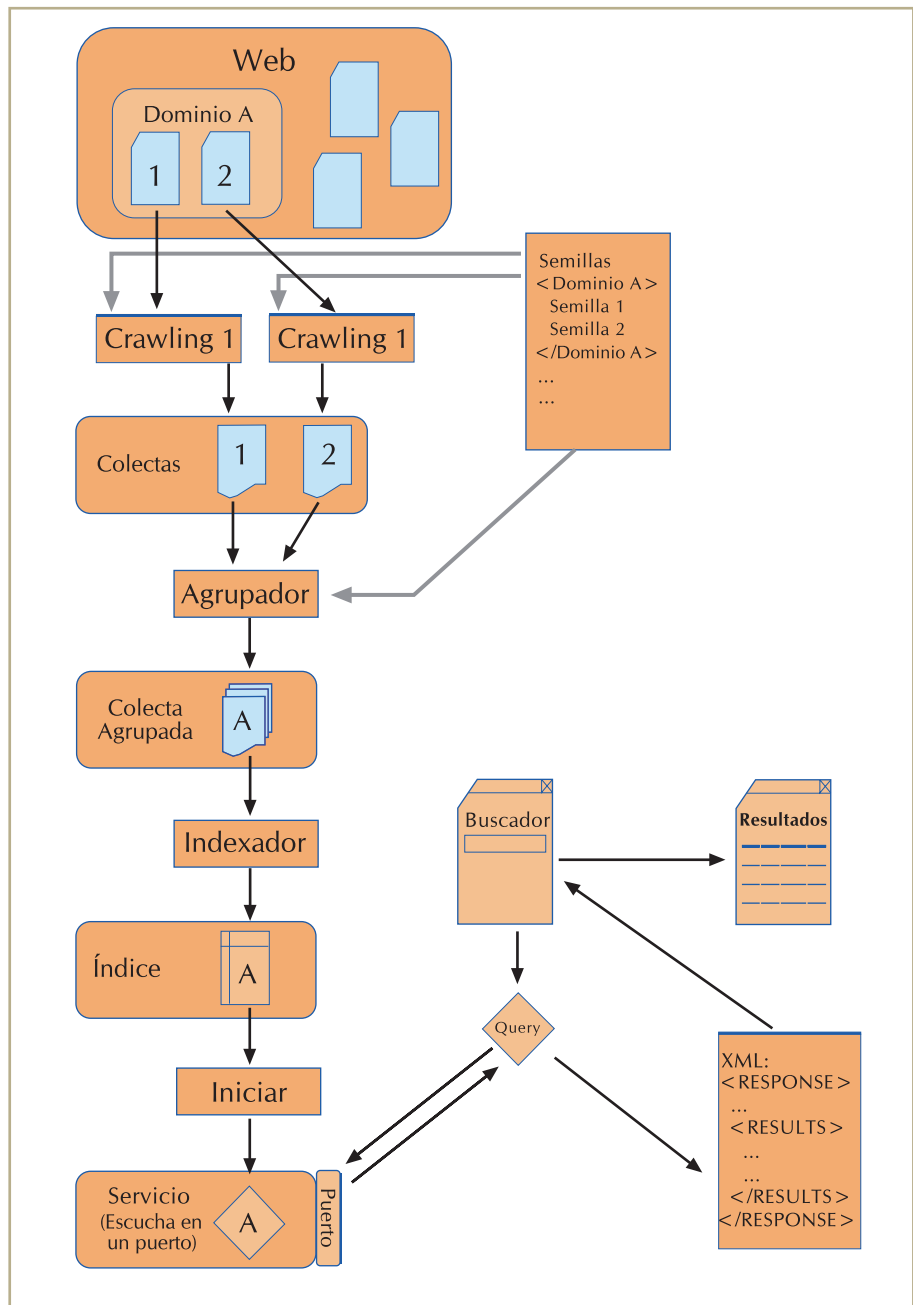 Web
Dominio A
1
2
Semillas
<Dominio A>
Semilla 1
Semilla 2
</Dominio A>
...
...
Crawling 1
Crawling 1
Colectas
1
2
Agrupador
Colecta
Agrupada
A
Indexador
Índice
A
Iniciar
Servicio
(Escucha en
un puerto)
A
Puerto
Buscador
Resultados
Query
XML:
<RESPONSE>
...
<RESULTS>
...
...
</RESULTS>
</RESPONSE>